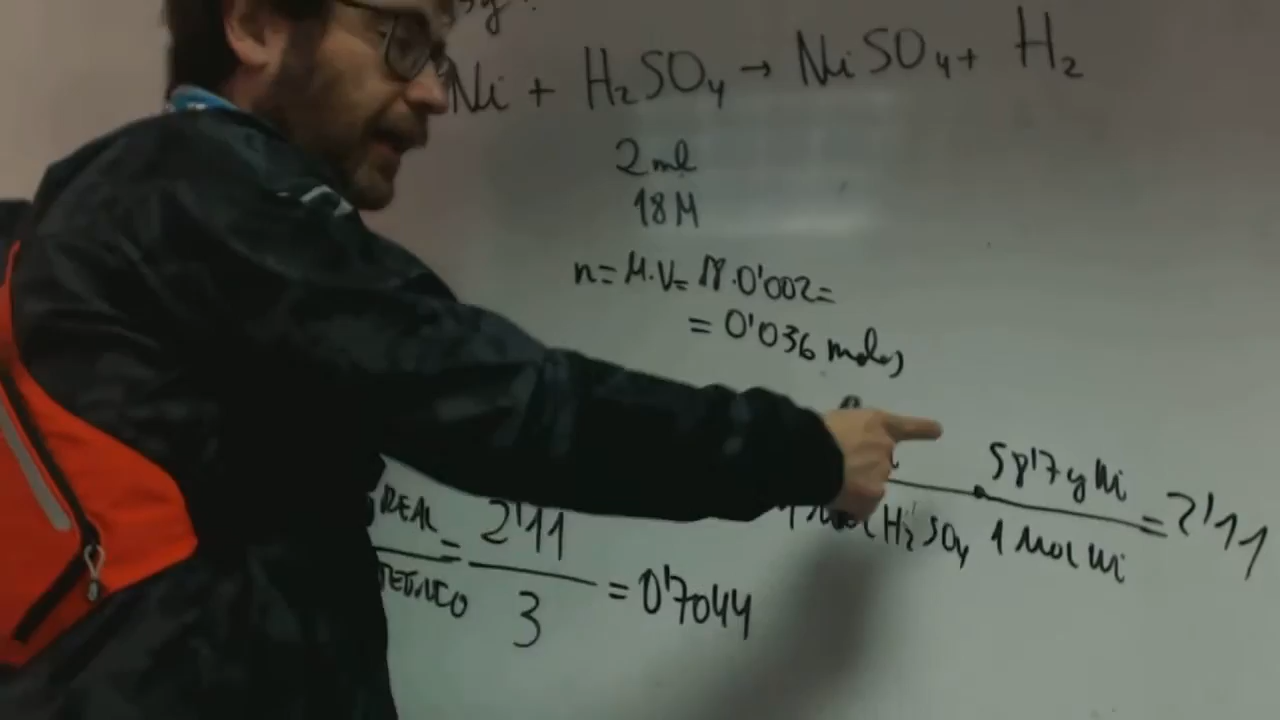 Ni + H₂SO₄ → NiSO₄ + H₂
2 ml
18 M
n = M.V = 18.0'002 =
= 0'036 moles
58'7 g Ni
1 mol H₂SO₄ 1 mol Ni = 2'11
REAL
2'11
=
3
= 0'7044